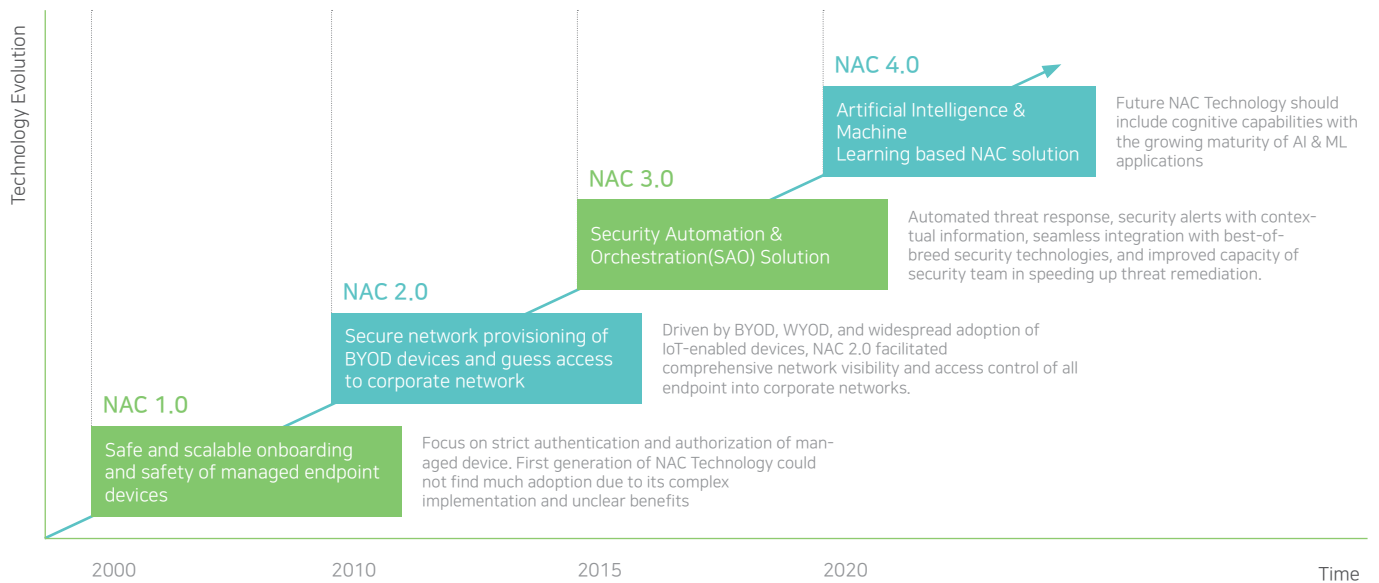 Technology Evolution
NAC 4.0
Artificial Intelligence &
Machine
Learning based NAC solution
Future NAC Technology should
include cognitive capabilities with
the growing maturity of AI & ML
applications
NAC 3.0
Security Automation &
Orchestration(SAO) Solution
Automated threat response, security alerts with contex-
tual information, seamless integration with best-of-
breed security technologies, and improved capacity of
security team in speeding up threat remediation.
NAC 2.0
Secure network provisioning of
BYOD devices and guess access
to corporate network
Driven by BYOD, WYOD, and widespread adoption of
IoT-enabled devices, NAC 2.0 facilitated
comprehensive network visibility and access control of all
endpoint into corporate networks.
NAC 1.0
Safe and scalable onboarding
and safety of managed endpoint
devices
Focus on strict authentication and authorization of man-
aged device. First generation of NAC Technology could
not find much adoption due to its complex
implementation and unclear benefits
2000
2010
2015
2020
Time